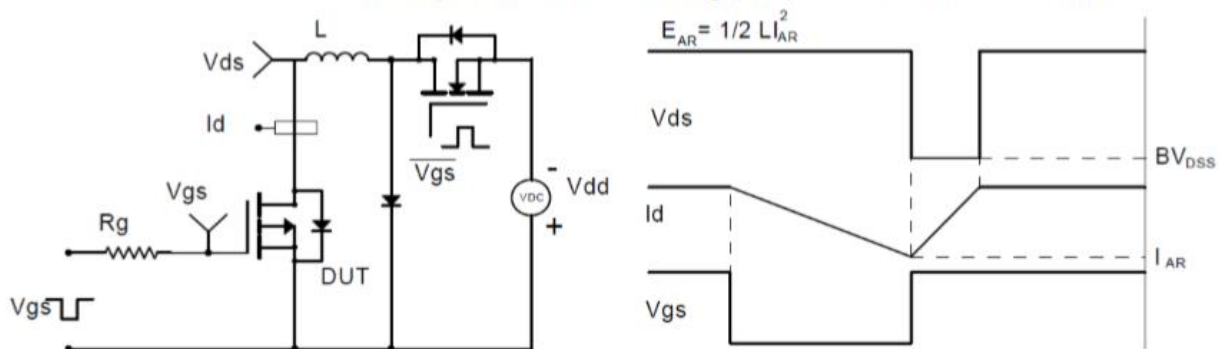 L
Vds
Id
Vgs
Vgs
Rg
DUT
Vgs
VDC
-
Vdd
+
E_AR = 1/2 LI_AR^2
Vds
BV_DSS
Id
I_AR
Vgs